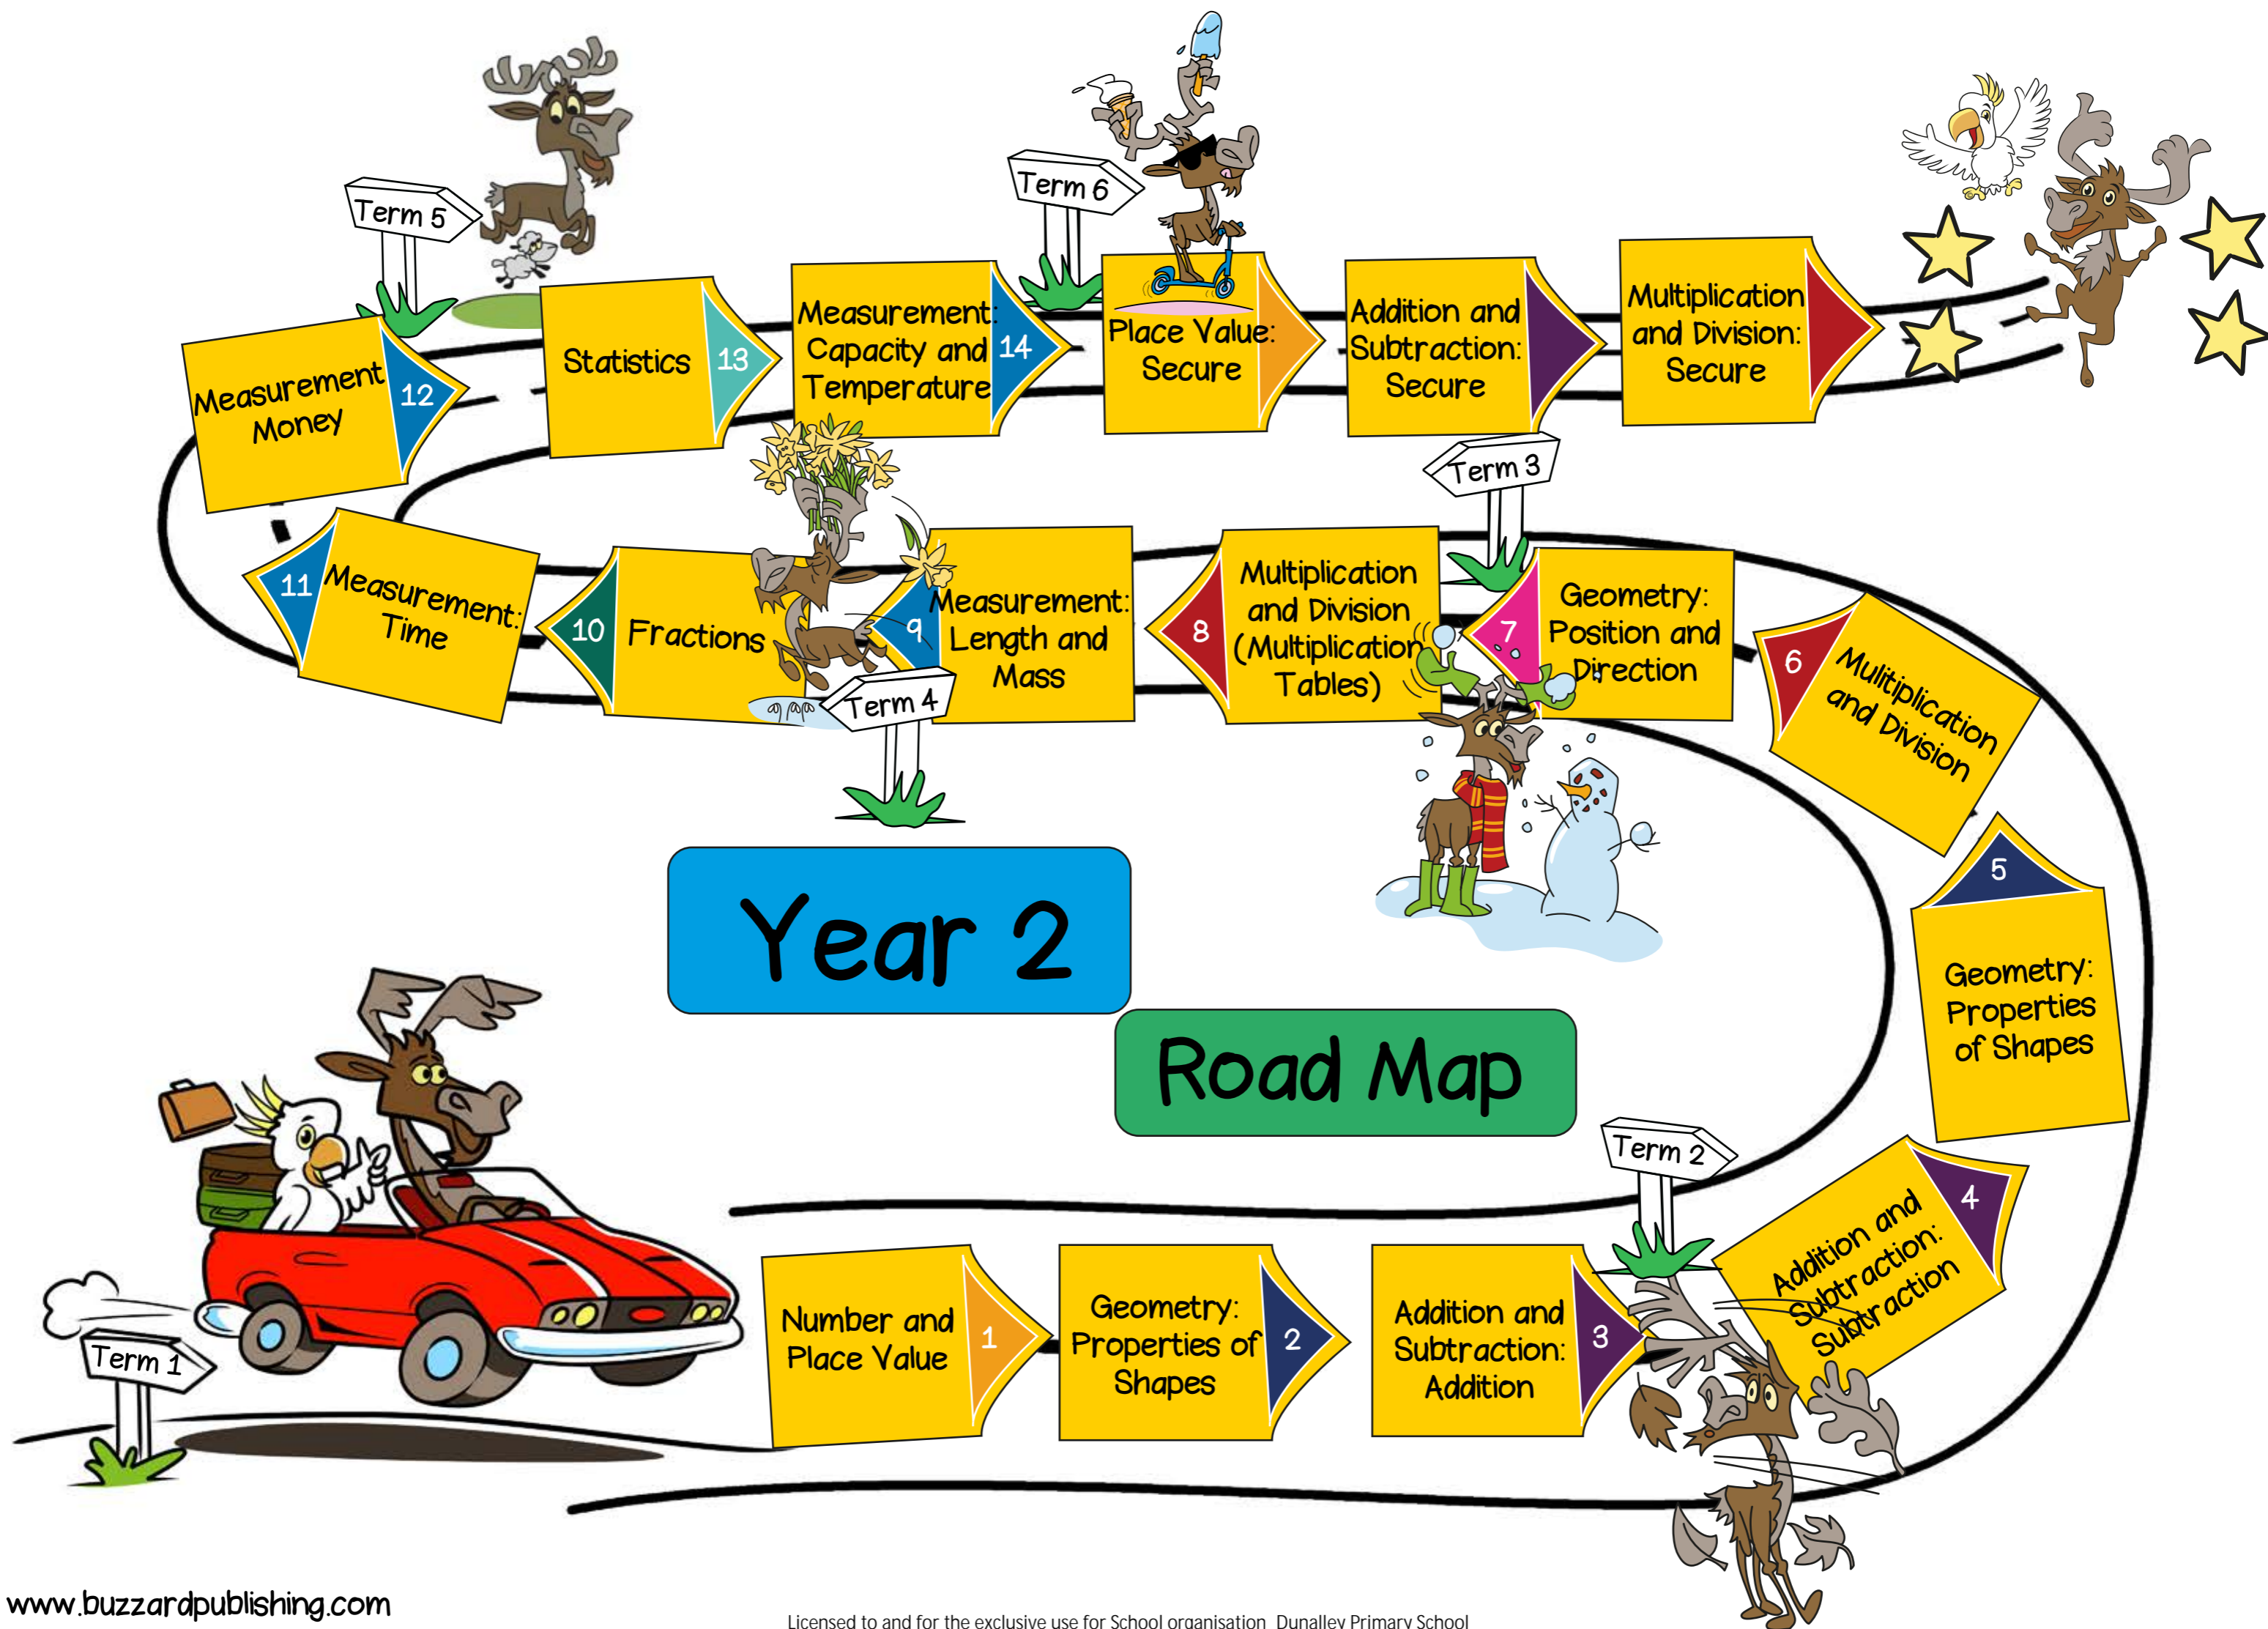 Term 5
Term 6
Measurement
Money
12
Statistics
13
Measurement:
Capacity and
Temperature
14
Place Value:
Secure
Addition and
Subtraction:
Secure
Multiplication
and Division:
Secure
Term 3
11
Measurement:
Time
10
Fractions
9
Measurement:
Length and
Mass
8
Multiplication
and Division
(Multiplication
Tables)
7
Geometry:
Position and
Direction
6
Mulitiplication
and Division
Term 4
5
Geometry:
Properties
of Shapes
Year 2
Road Map
Term 2
4
Addition and
Subtraction:
Subtraction
Term 1
Number and
Place Value
1
Geometry:
Properties of
Shapes
2
Addition and
Subtraction:
Addition
3
www.buzzardpublishing.com
Licensed to and for the exclusive use for School organisation Dunalley Primary School